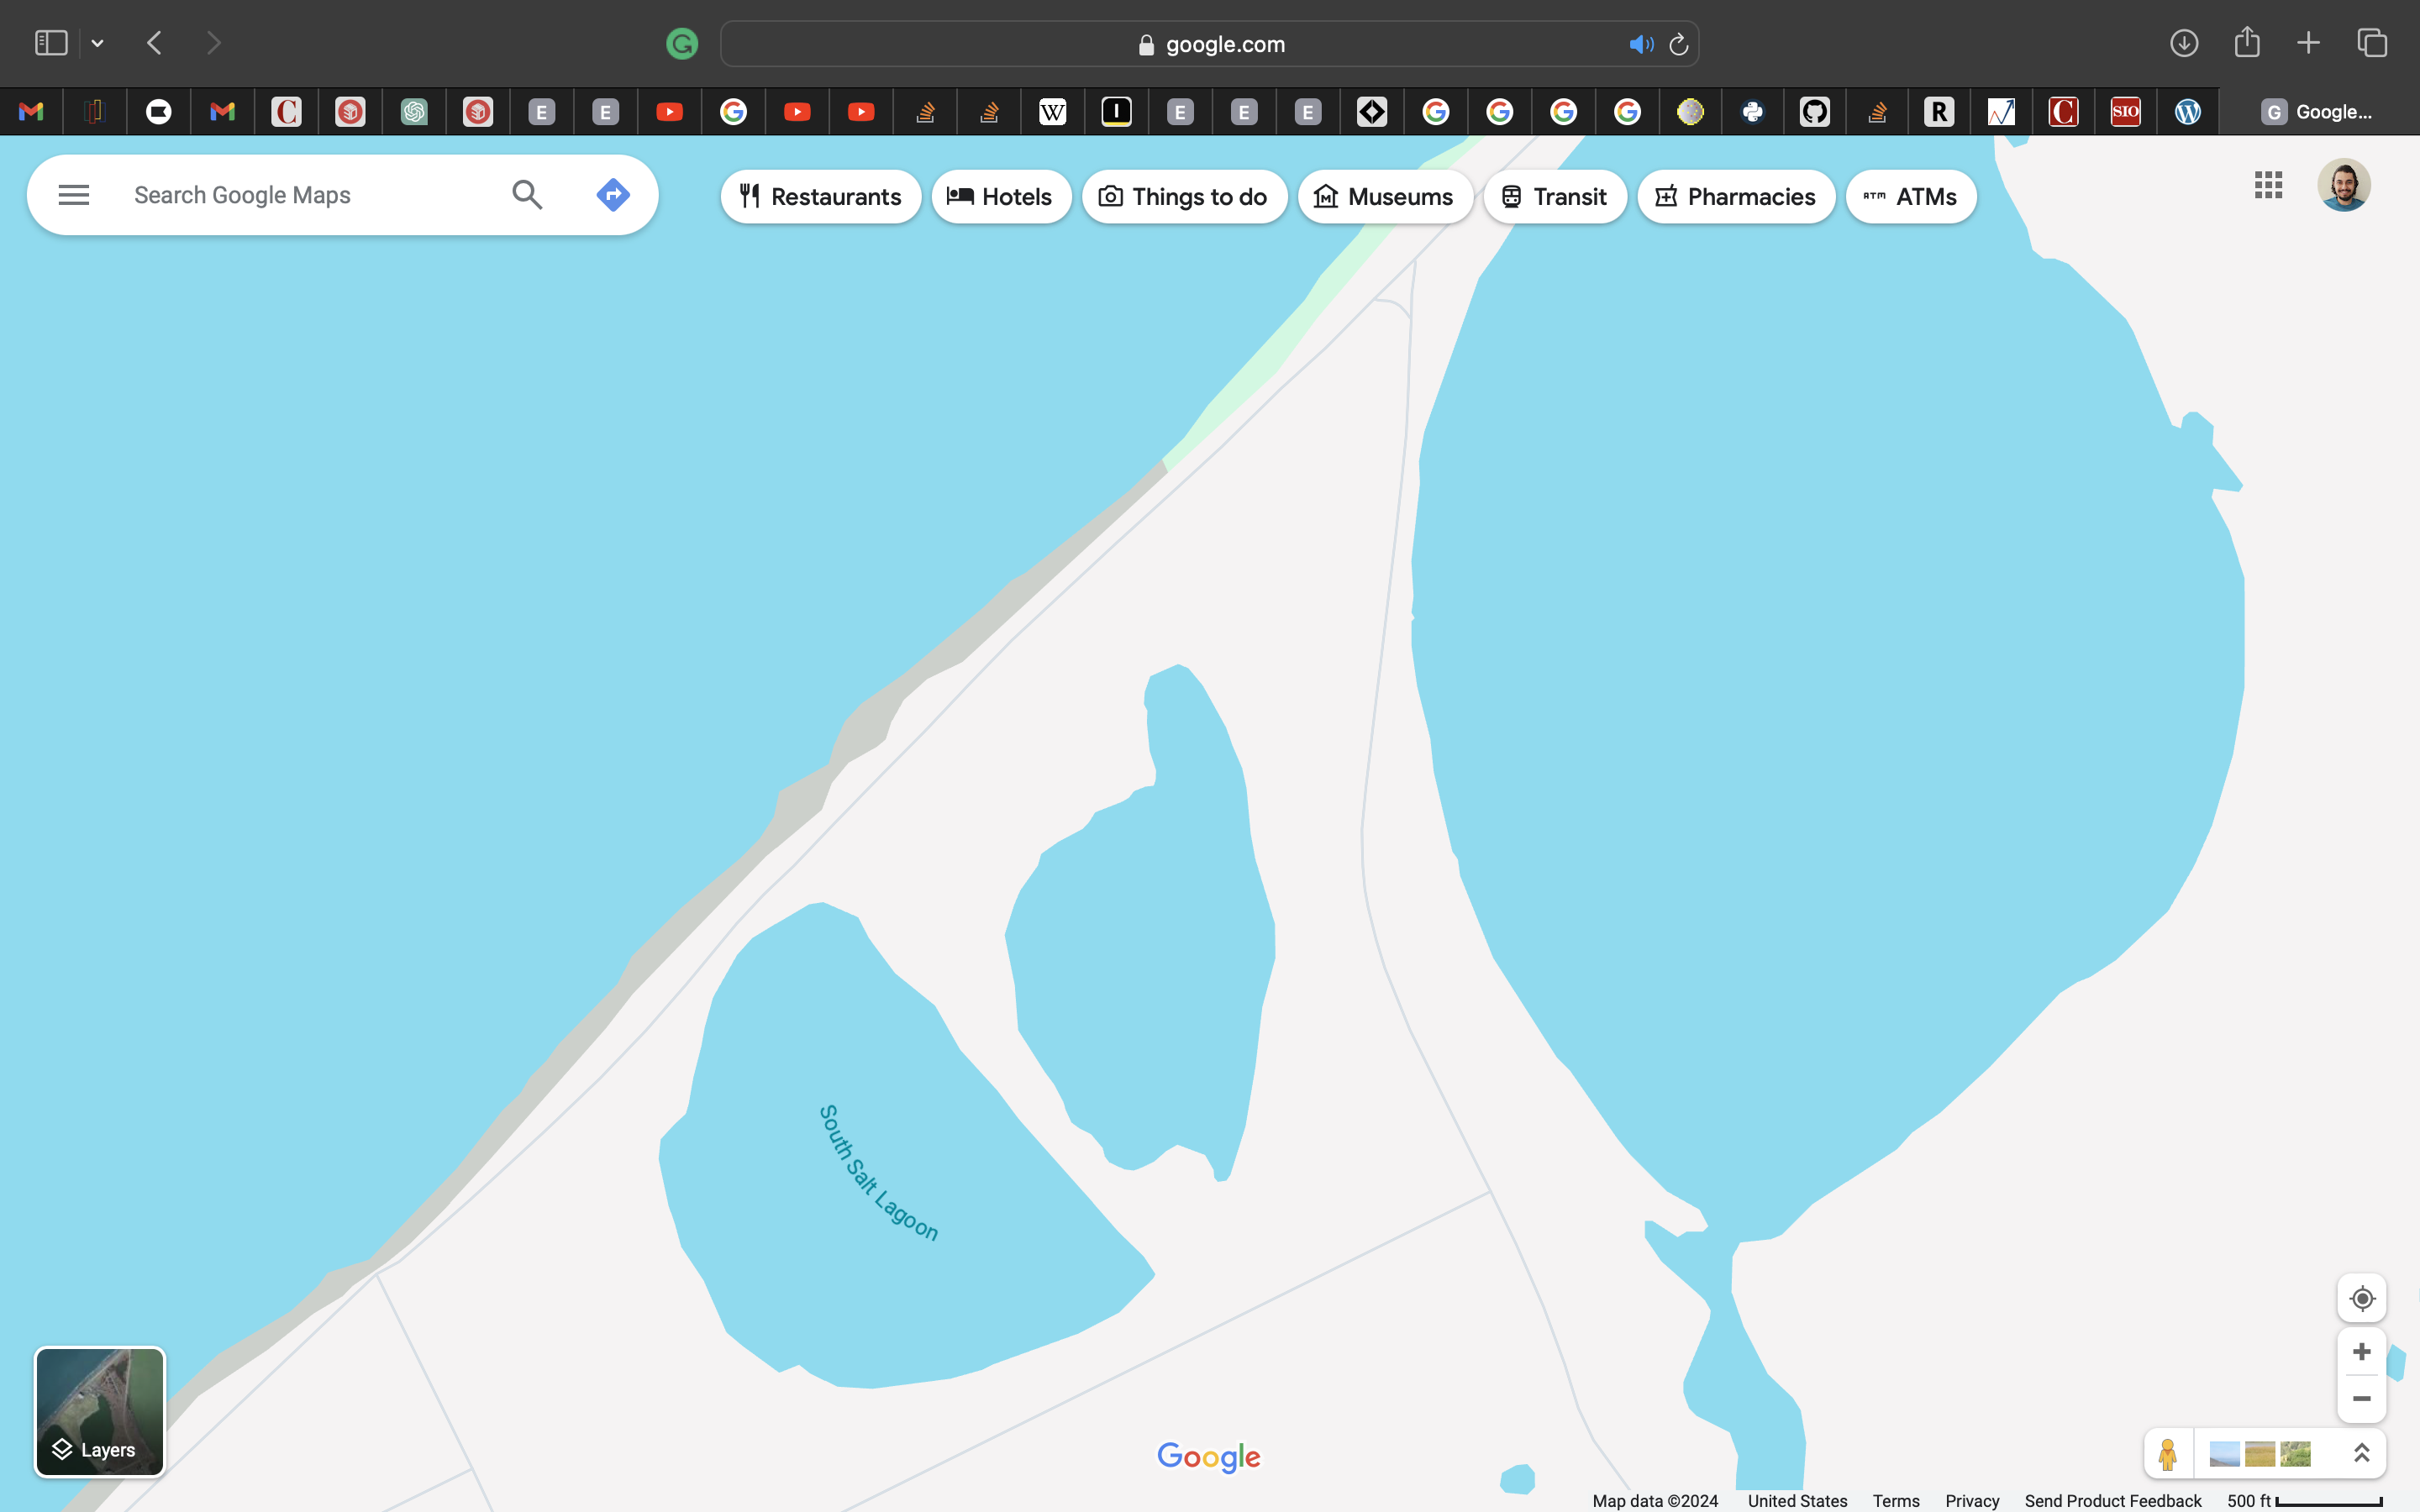 google.com
C
E
E
W
I
E
E
E
R
C
SIO
G Google...
Search Google Maps
Restaurants
Hotels
Things to do
Museums
Transit
Pharmacies
ATM ATMs
South Salt Lagoon
Layers
Google
Map data ©2024 United States Terms Privacy Send Product Feedback 500 ft